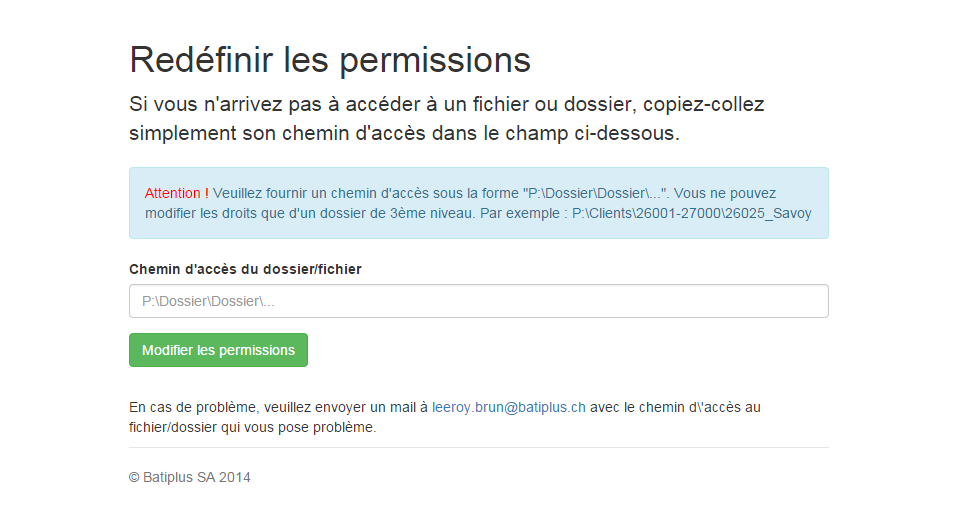 Redéfinir les permissions
Si vous n'arrivez pas à accéder à un fichier ou dossier, copiez-collez
simplement son chemin d'accès dans le champ ci-dessous.
Attention ! Veuillez fournir un chemin d'accès sous la forme "P:\Dossier\Dossier\...". Vous ne pouvez
modifier les droits que d'un dossier de 3ème niveau. Par exemple : P:\Clients\26001-27000\26025_Savoy
Chemin d'accès du dossier/fichier
P:\Dossier\Dossier\...
Modifier les permissions
En cas de problème, veuillez envoyer un mail à leeroy.brun@batiplus.ch avec le chemin d\'accès au
fichier/dossier qui vous pose problème.
© Batiplus SA 2014